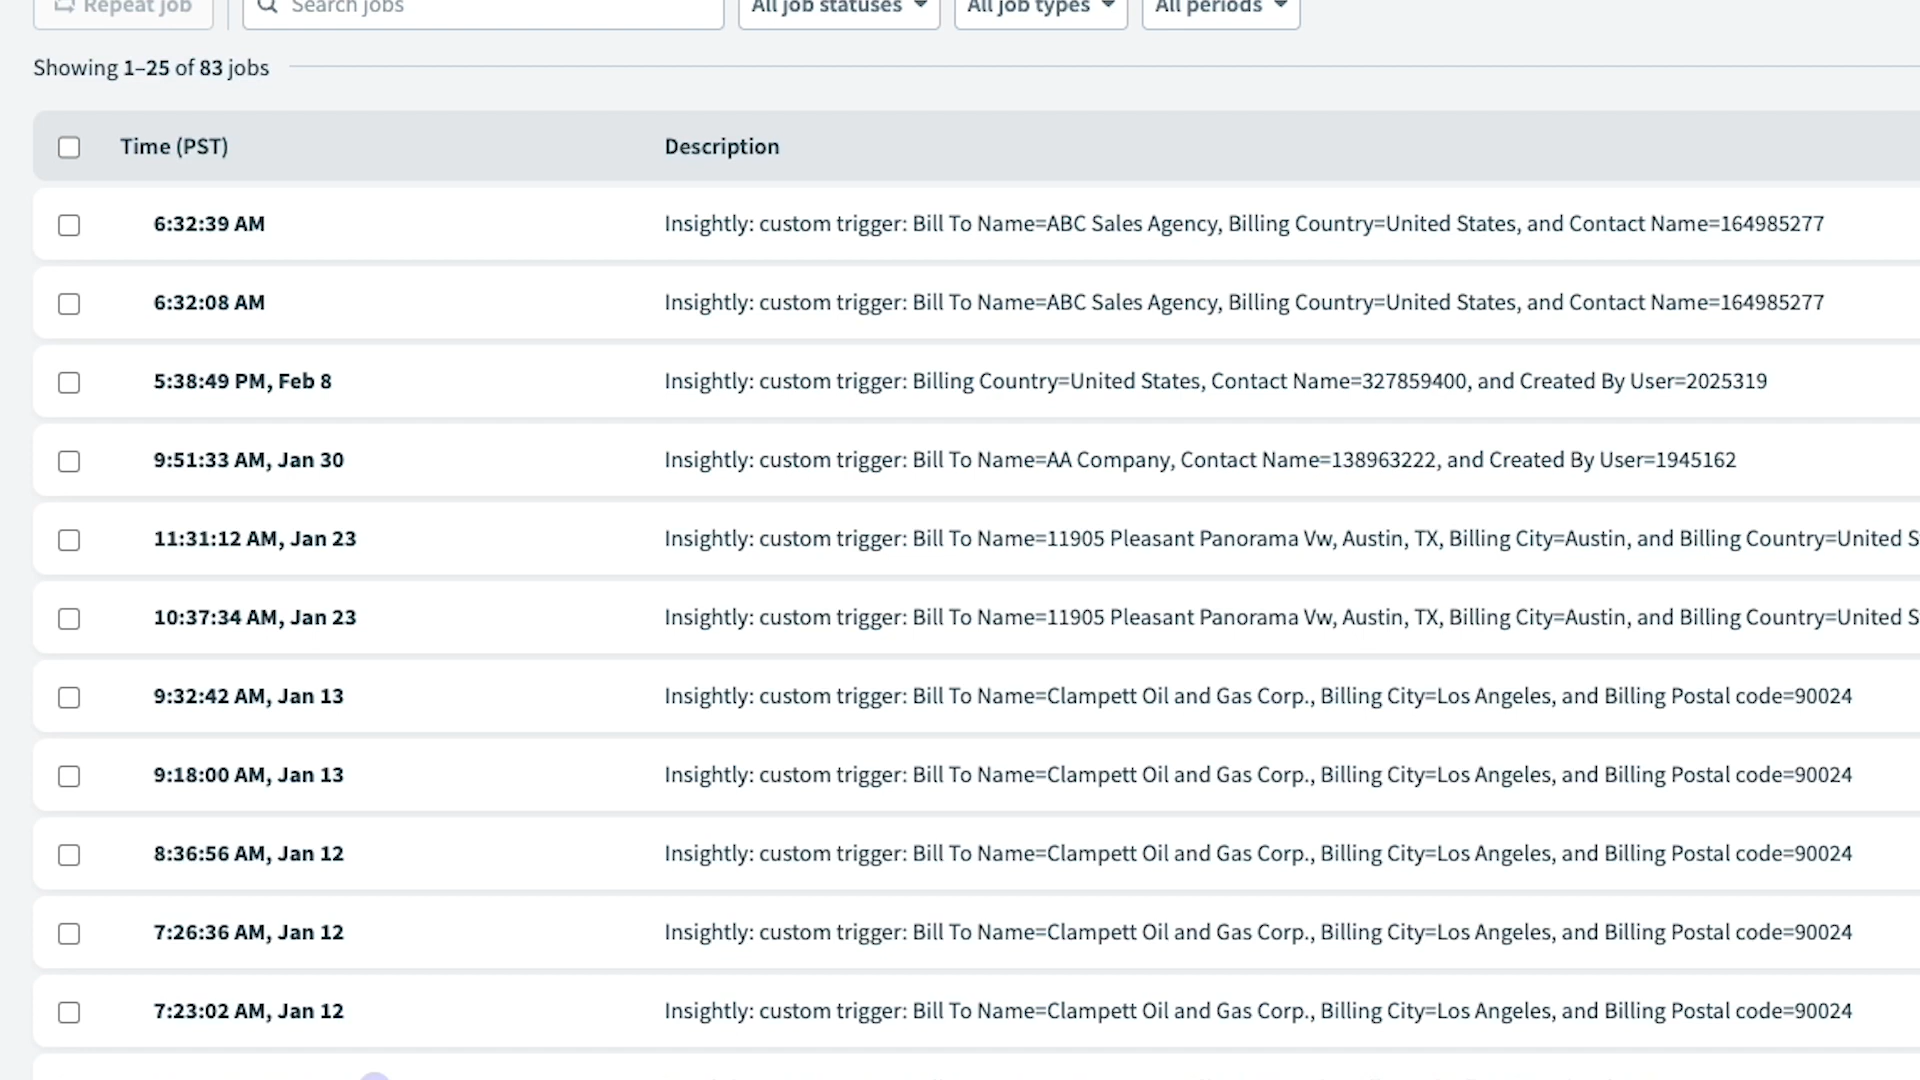 Repeat job Search jobs All job statuses All job types All periods
Showing 1–25 of 83 jobs
Time (PST) Description
6:32:39 AM Insightly: custom trigger: Bill To Name=ABC Sales Agency, Billing Country=United States, and Contact Name=164985277
6:32:08 AM Insightly: custom trigger: Bill To Name=ABC Sales Agency, Billing Country=United States, and Contact Name=164985277
5:38:49 PM, Feb 8 Insightly: custom trigger: Billing Country=United States, Contact Name=327859400, and Created By User=2025319
9:51:33 AM, Jan 30 Insightly: custom trigger: Bill To Name=AA Company, Contact Name=138963222, and Created By User=1945162
11:31:12 AM, Jan 23 Insightly: custom trigger: Bill To Name=11905 Pleasant Panorama Vw, Austin, TX, Billing City=Austin, and Billing Country=United S
10:37:34 AM, Jan 23 Insightly: custom trigger: Bill To Name=11905 Pleasant Panorama Vw, Austin, TX, Billing City=Austin, and Billing Country=United S
9:32:42 AM, Jan 13 Insightly: custom trigger: Bill To Name=Clampett Oil and Gas Corp., Billing City=Los Angeles, and Billing Postal code=90024
9:18:00 AM, Jan 13 Insightly: custom trigger: Bill To Name=Clampett Oil and Gas Corp., Billing City=Los Angeles, and Billing Postal code=90024
8:36:56 AM, Jan 12 Insightly: custom trigger: Bill To Name=Clampett Oil and Gas Corp., Billing City=Los Angeles, and Billing Postal code=90024
7:26:36 AM, Jan 12 Insightly: custom trigger: Bill To Name=Clampett Oil and Gas Corp., Billing City=Los Angeles, and Billing Postal code=90024
7:23:02 AM, Jan 12 Insightly: custom trigger: Bill To Name=Clampett Oil and Gas Corp., Billing City=Los Angeles, and Billing Postal code=90024